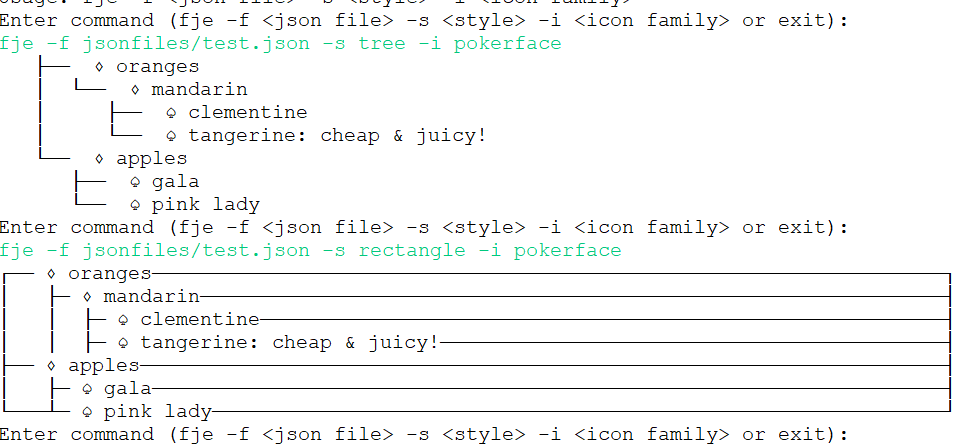 Enter command (fje -f <json file> -s <style> -i <icon family> or exit):
fje -f jsonfiles/test.json -s tree -i pokerface
├── ◊ oranges
│  └── ◊ mandarin
│     ├── ♤ clementine
│     └── ♤ tangerine: cheap & juicy!
└── ◊ apples
   ├── ♤ gala
   └── ♤ pink lady
Enter command (fje -f <json file> -s <style> -i <icon family> or exit):
fje -f jsonfiles/test.json -s rectangle -i pokerface
┌── ◊ oranges───────────────┐
│   ├─ ◊ mandarin───────────────┤
│   │  ├─ ♤ clementine───────────────┤
│   │  ├─ ♤ tangerine: cheap & juicy!───────────────┤
├── ◊ apples───────────────┤
│   ├─ ♤ gala───────────────┤
└───┴─ ♤ pink lady───────────────┘
Enter command (fje -f <json file> -s <style> -i <icon family> or exit):